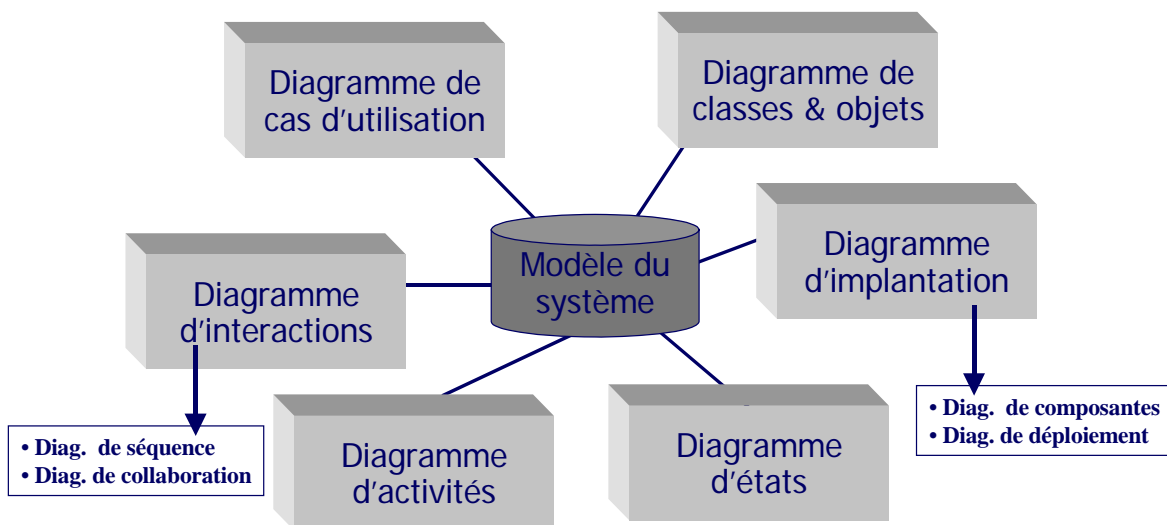 Diagramme de
cas d'utilisation
Diagramme de
classes & objets
Modèle du
système
Diagramme
d'implantation
Diagramme
d'interactions
• Diag. de composantes
• Diag. de déploiement
• Diag. de séquence
• Diag. de collaboration
Diagramme
d'activités
Diagramme
d'états